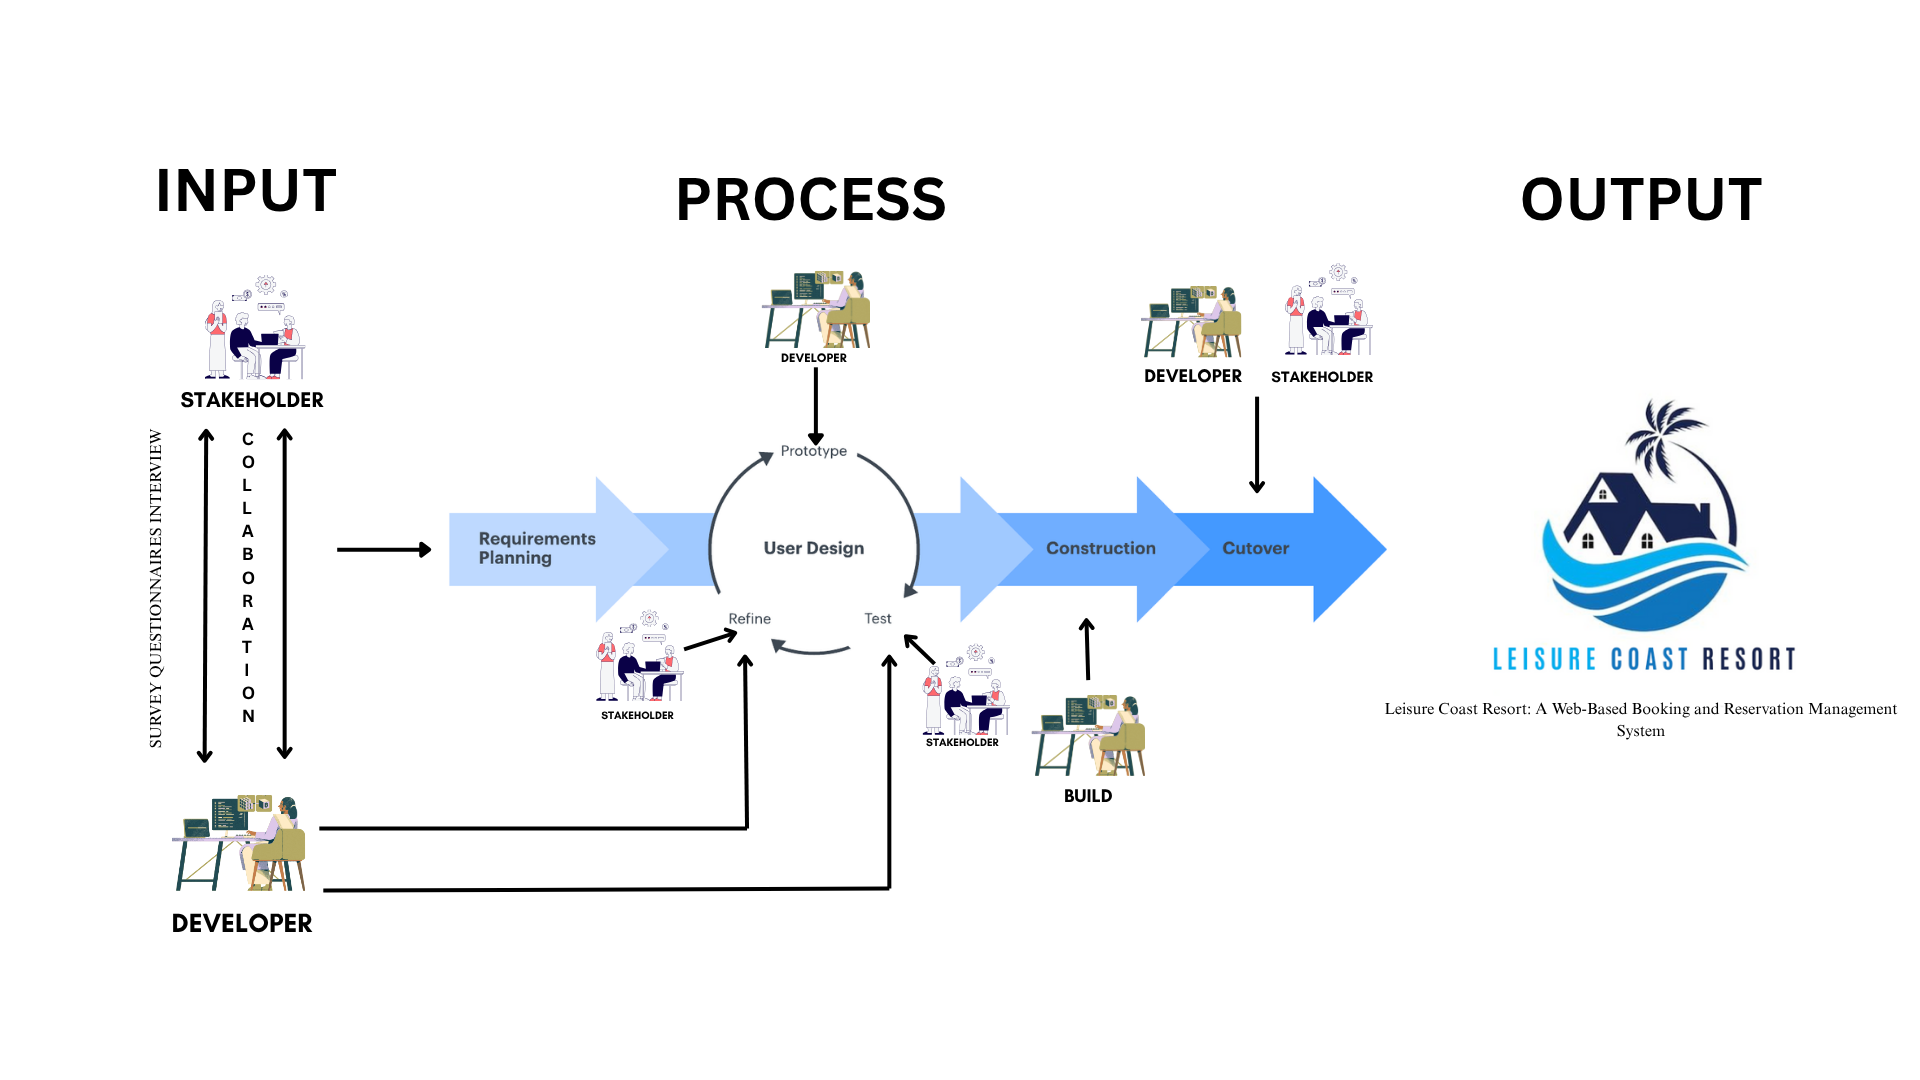 INPUT
PROCESS
OUTPUT
STAKEHOLDER
SURVEY QUESTIONNAIRES INTERVIEW
COLLABORATION
DEVELOPER
DEVELOPER
Prototype
User Design
Refine
Test
Requirements
Planning
Construction
Cutover
STAKEHOLDER
STAKEHOLDER
BUILD
DEVELOPER
STAKEHOLDER
LEISURE COAST RESORT
Leisure Coast Resort: A Web-Based Booking and Reservation Management
System